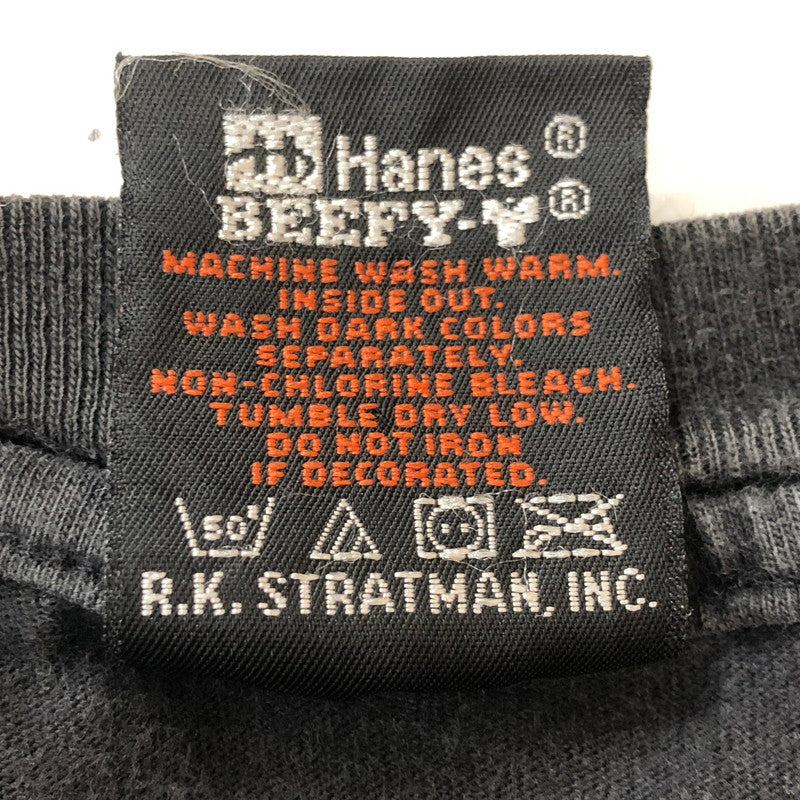 Hanes®
BEEFY-T®
MACHINE WASH WARM.
INSIDE OUT.
WASH DARK COLORS
SEPARATELY.
NON-CHLORINE BLEACH.
TUMBLE DRY LOW.
DO NOT IRON
IF DECORATED.
50°
R.K. STRATMAN, INC.